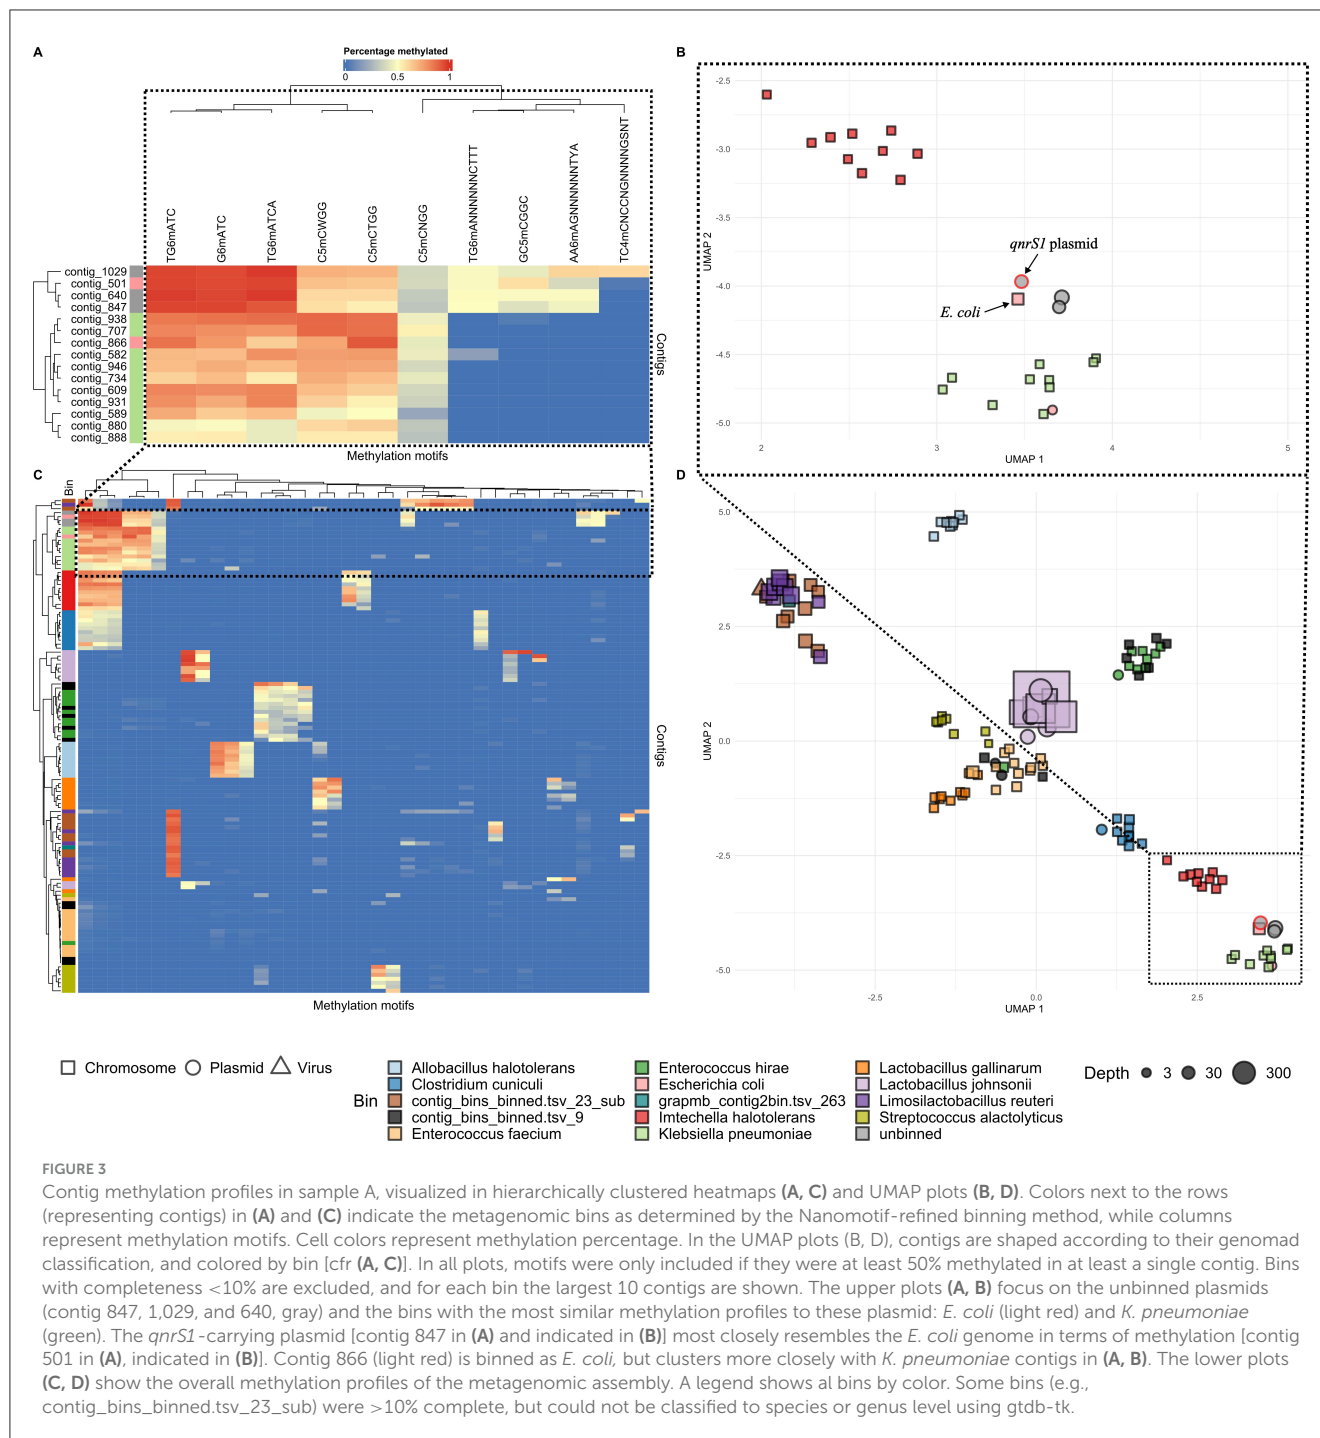 A
Percentage methylated
0 0.5 1
TG6mATC
G6mATC
TG6mATCA
C5mCWGG
C5mCTGG
C5mCNGG
TG6mANNNNNCTTT
GC5mCGGC
AA6mAGNNNNNNTYA
TC4mCNCCNGNNNNGSNT
contig_1029
contig_501
contig_640
contig_847
contig_938
contig_707
contig_866
contig_582
contig_946
contig_734
contig_609
contig_931
contig_589
contig_880
contig_888
Contigs
Methylation motifs
B
-2.5
-3.0
-3.5
-4.0
-4.5
-5.0
UMAP 2
qnrS1 plasmid
E. coli
2 3 4 5
UMAP 1
C
Bin
Contigs
Methylation motifs
D
5.0
2.5
0.0
-2.5
-5.0
UMAP 2
-2.5 0.0 2.5
UMAP 1
Chromosome Plasmid Virus
Bin
Allobacillus halotolerans
Clostridium cuniculi
contig_bins_binned.tsv_23_sub
contig_bins_binned.tsv_9
Enterococcus faecium
Enterococcus hirae
Escherichia coli
grapmb_contig2bin.tsv_263
Imtechella halotolerans
Klebsiella pneumoniae
Lactobacillus gallinarum
Lactobacillus johnsonii
Limosilactobacillus reuteri
Streptococcus alactolyticus
unbinned
Depth 3 30 300
FIGURE 3
Contig methylation profiles in sample A, visualized in hierarchically clustered heatmaps (A, C) and UMAP plots (B, D). Colors next to the rows
(representing contigs) in (A) and (C) indicate the metagenomic bins as determined by the Nanomotif-refined binning method, while columns
represent methylation motifs. Cell colors represent methylation percentage. In the UMAP plots (B, D), contigs are shaped according to their genomad
classification, and colored by bin [cfr (A, C)]. In all plots, motifs were only included if they were at least 50% methylated in at least a single contig. Bins
with completeness <10% are excluded, and for each bin the largest 10 contigs are shown. The upper plots (A, B) focus on the unbinned plasmids
(contig 847, 1,029, and 640, gray) and the bins with the most similar methylation profiles to these plasmid: E. coli (light red) and K. pneumoniae
(green). The qnrS1-carrying plasmid [contig 847 in (A) and indicated in (B)] most closely resembles the E. coli genome in terms of methylation [contig
501 in (A), indicated in (B)]. Contig 866 (light red) is binned as E. coli, but clusters more closely with K. pneumoniae contigs in (A, B). The lower plots
(C, D) show the overall methylation profiles of the metagenomic assembly. A legend shows al bins by color. Some bins (e.g.,
contig_bins_binned.tsv_23_sub) were >10% complete, but could not be classified to species or genus level using gtdb-tk.